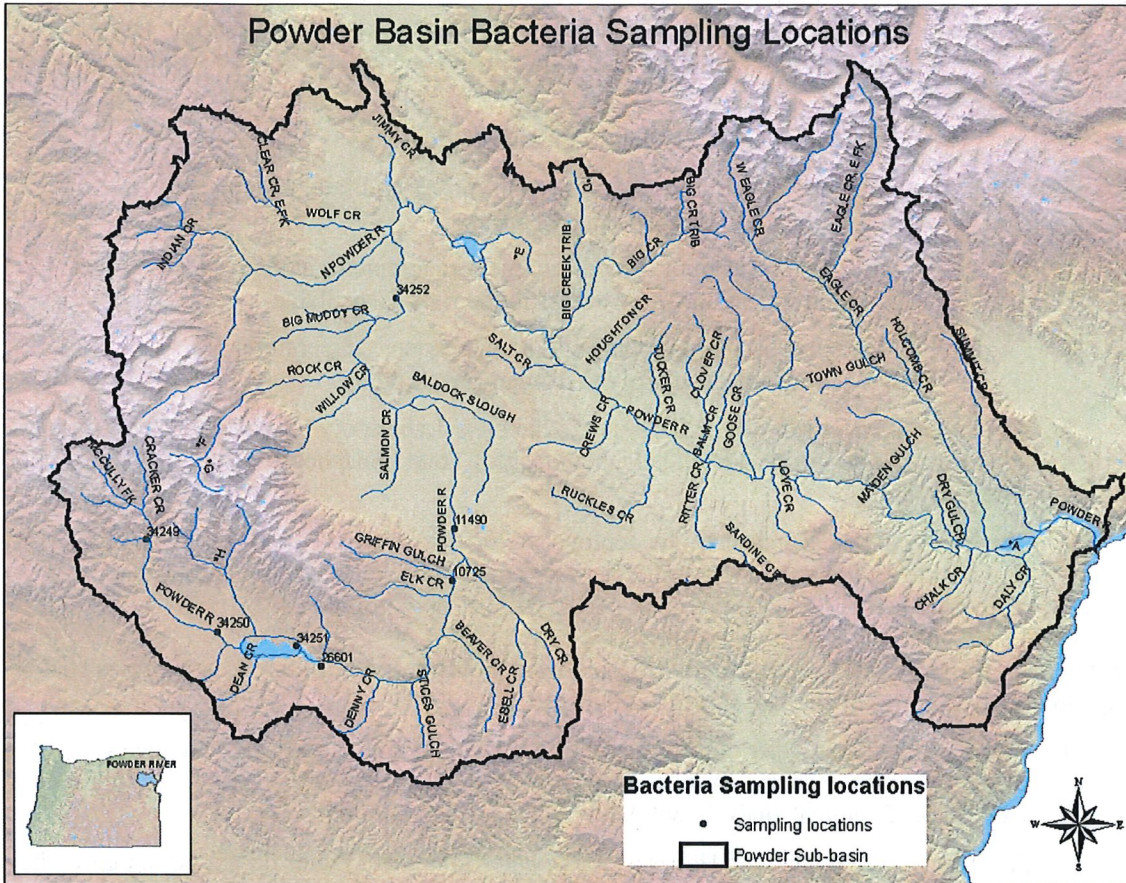 Powder Basin Bacteria Sampling Locations
JIMMY CR
CLEAR CR, E FK
WOLF CR
INDIAN CR
N POWDER R
34252
BIG MUDDY CR
ROCK CR
WILLOW CR
BALDOCK SLOUGH
SALMON CR
*E
BIG CREEK TRIB
BIG CR
BIG CR TRIB
W EAGLE CR
EAGLE CR, E FK
EAGLE CR
HOLCOMB CR
SUMMIT CR
TOWN GULCH
SALT CR
HOUGHTON CR
TUCKER CR
CLOVER CR
BALM CR
GOOSE CR
CREWS CR
POWDER R
RUCKLES CR
RITTER CR
LOVE CR
SARDINE CR
MAIDEN GULCH
DRY GULCH
CHALK CR
DALY CR
*A
*F
*G
MCCULLY FK
CRACKER CR
34249
H*
POWDER R
34250
34251
26601
DEAN CR
DENNY CR
STICES GULCH
POWDER R
11490
10725
GRIFFIN GULCH
ELK CR
BEAVER CR
EBELL CR
DRY CR
POWDER RIVER
Bacteria Sampling locations
Sampling locations
Powder Sub-basin
N
W
E
S